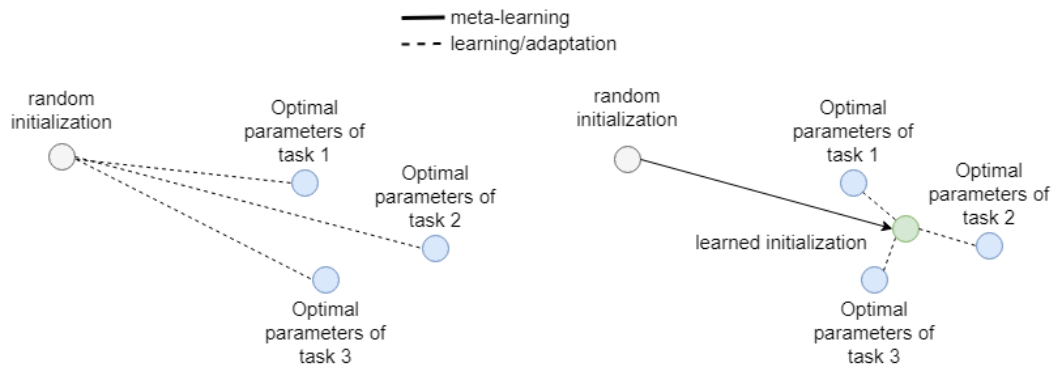 meta-learning
learning/adaptation
random
initialization
Optimal
parameters of
task 1
Optimal
parameters of
task 2
Optimal
parameters of
task 3
random
initialization
Optimal
parameters of
task 1
Optimal
parameters of
task 2
learned initialization
Optimal
parameters of
task 3